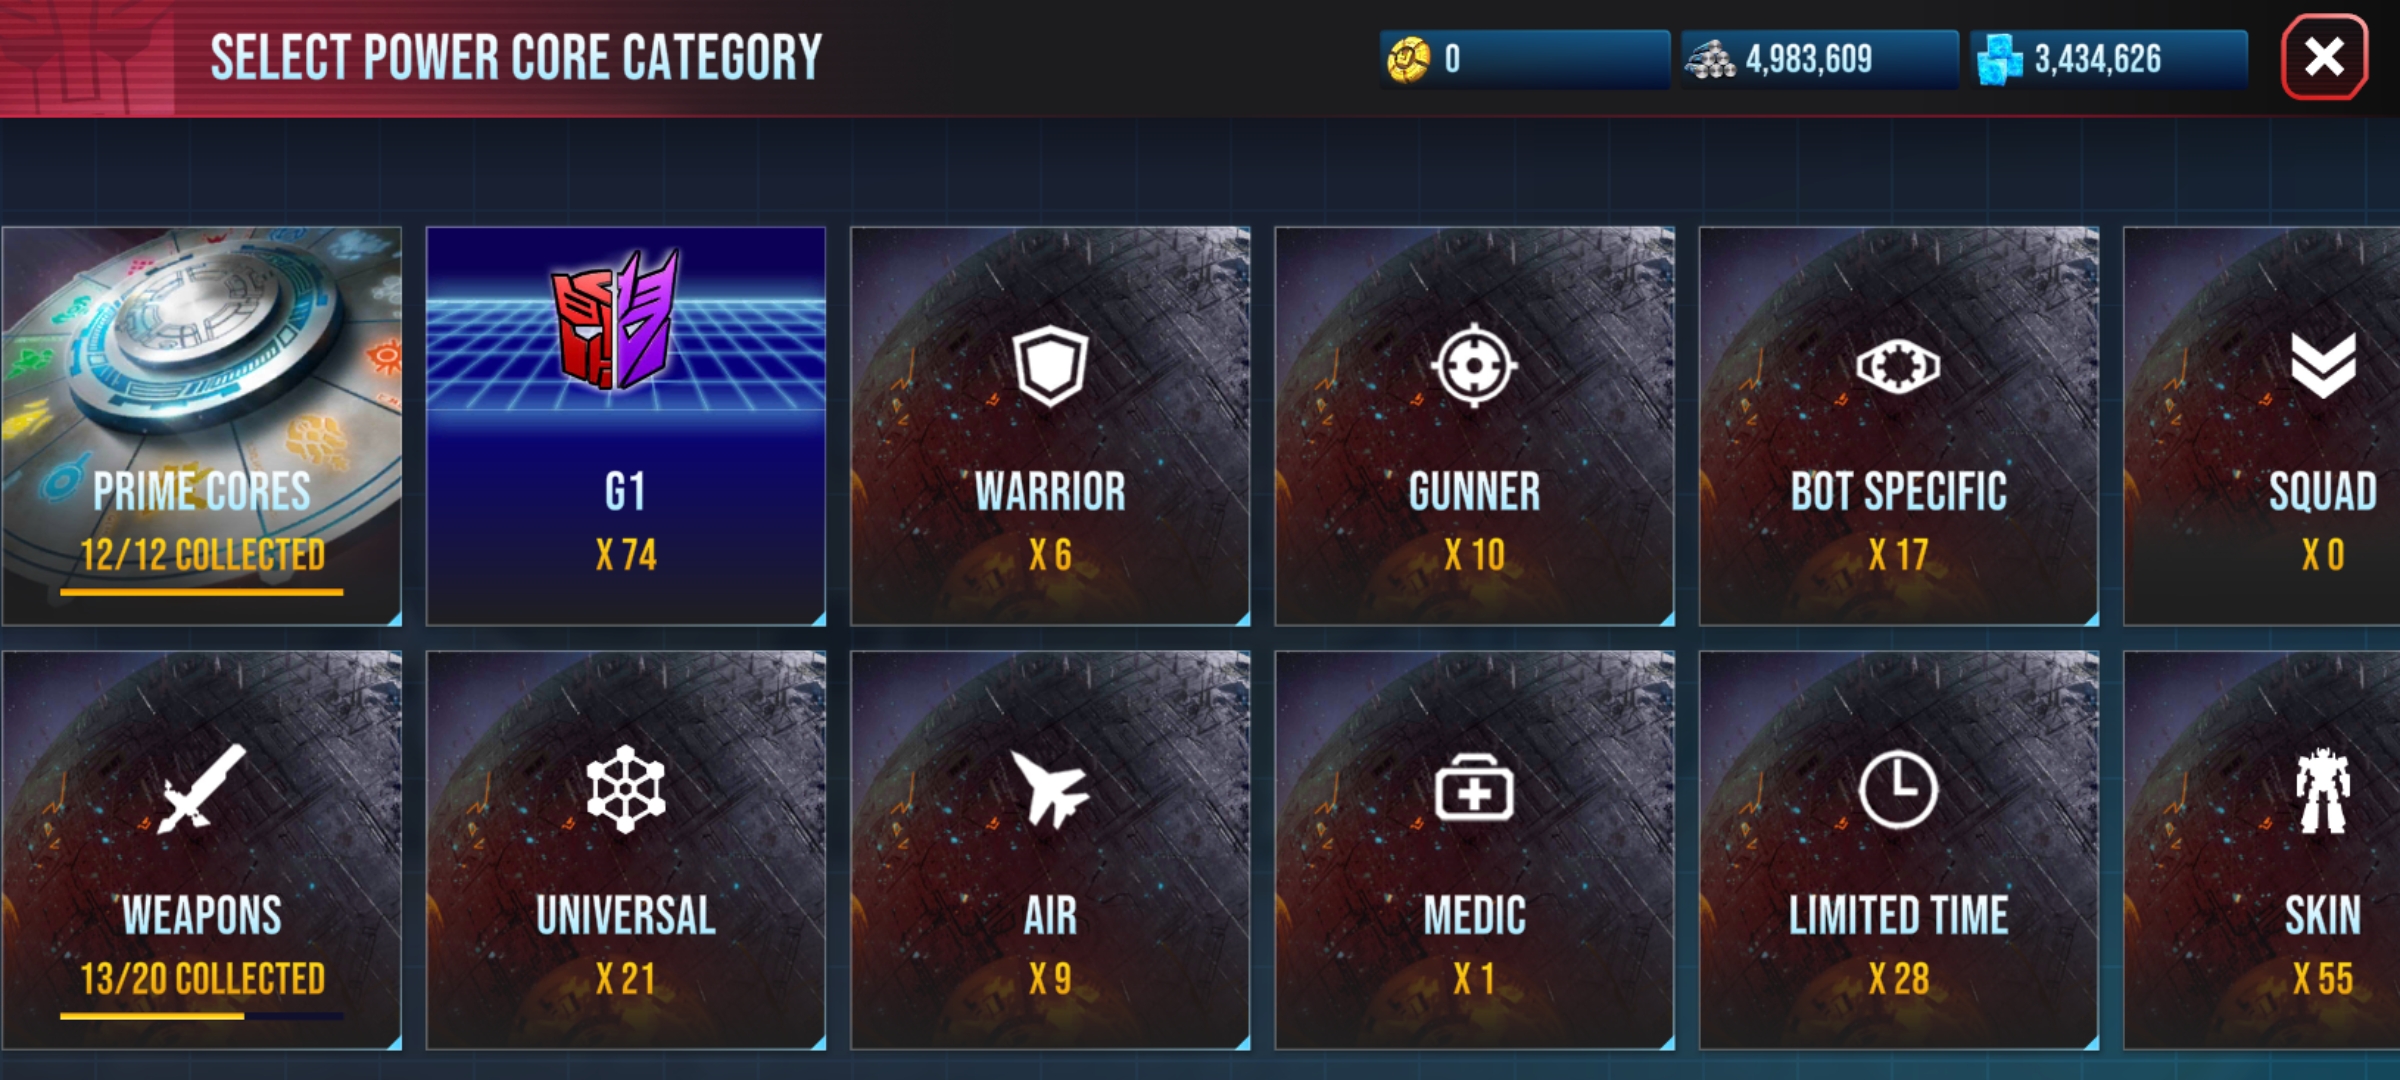 SELECT POWER CORE CATEGORY
0
4,983,609
3,434,626
PRIME CORES
12/12 COLLECTED
G1
X 74
WARRIOR
X 6
GUNNER
X 10
BOT SPECIFIC
X 17
SQUAD
X 0
WEAPONS
13/20 COLLECTED
UNIVERSAL
X 21
AIR
X 9
MEDIC
X 1
LIMITED TIME
X 28
SKIN
X 55